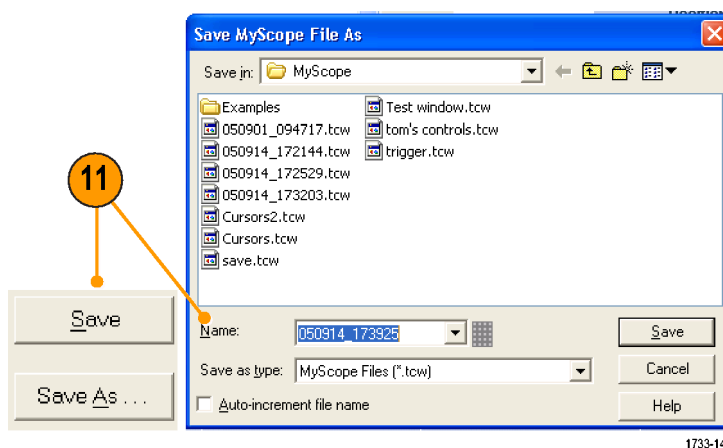 Save MyScope File As
Save in: MyScope
Examples
050901_094717.tcw
050914_172144.tcw
050914_172529.tcw
050914_173203.tcw
Cursors2.tcw
Cursors.tcw
save.tcw
Test window.tcw
tom's controls.tcw
trigger.tcw
11
Save
Save As ...
Name: 050914_173925
Save
Save as type: MyScope Files (*.tcw)
Cancel
Auto-increment file name
Help